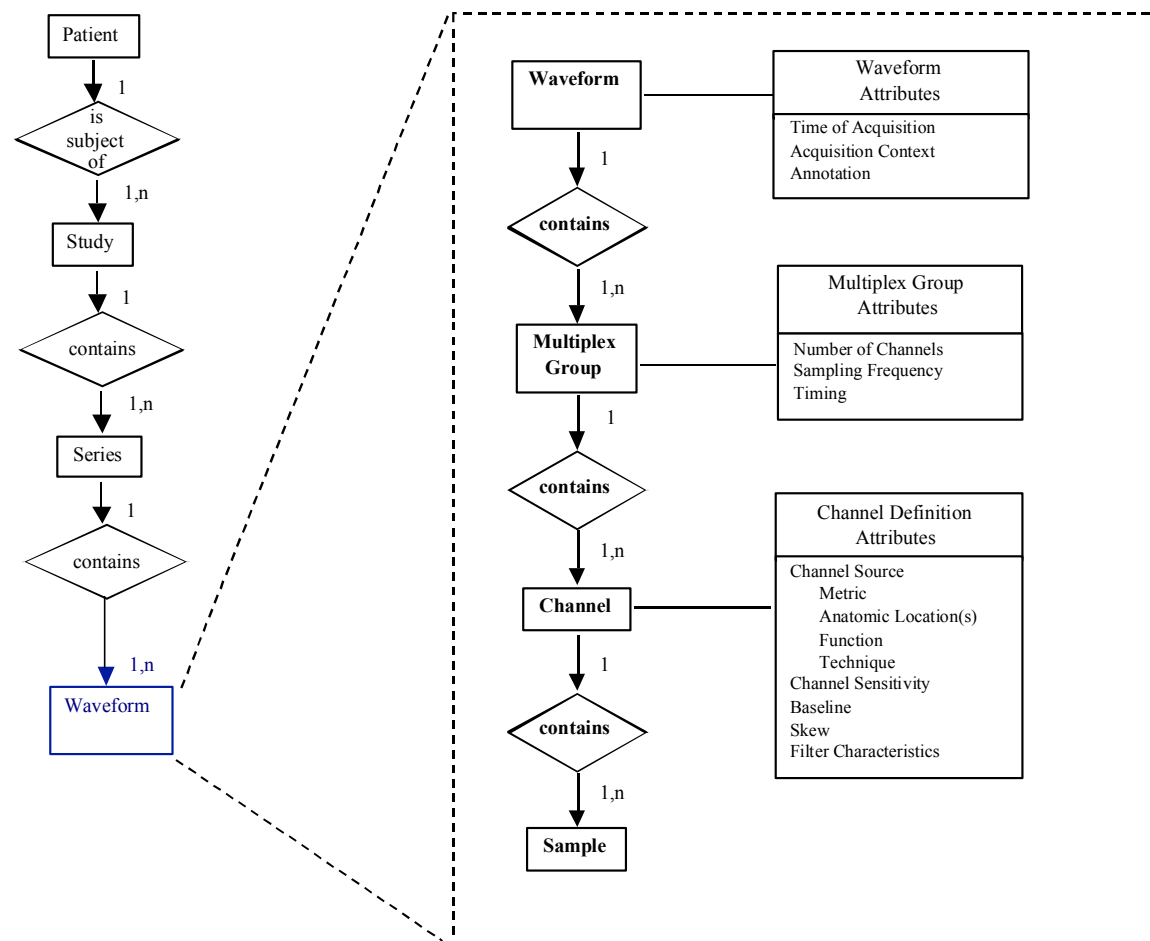 Patient
1
is
subject
of
1,n
Study
1
contains
1,n
Series
1
contains
1,n
Waveform
Waveform
1
contains
1,n
Multiplex
Group
1
contains
1,n
Channel
1
contains
1,n
Sample
Waveform
Attributes
Time of Acquisition
Acquisition Context
Annotation
Multiplex Group
Attributes
Number of Channels
Sampling Frequency
Timing
Channel Definition
Attributes
Channel Source
Metric
Anatomic Location(s)
Function
Technique
Channel Sensitivity
Baseline
Skew
Filter Characteristics